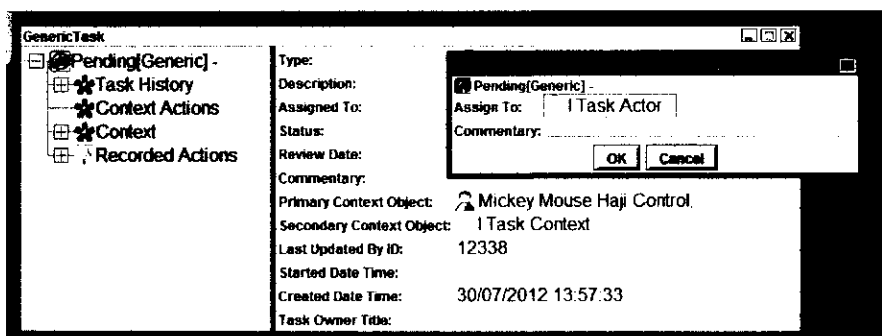 GenericTask
Pending[Generic] -
Task History
Context Actions
Context
Recorded Actions
Type:
Description:
Assigned To:
Status:
Review Date:
Commentary:
Primary Context Object: Mickey Mouse Haji Control
Secondary Context Object: I Task Context
Last Updated By ID: 12338
Started Date Time:
Created Date Time: 30/07/2012 13:57:33
Task Owner Title:
Pending[Generic] -
Assign To: I Task Actor
Commentary:
OK Cancel